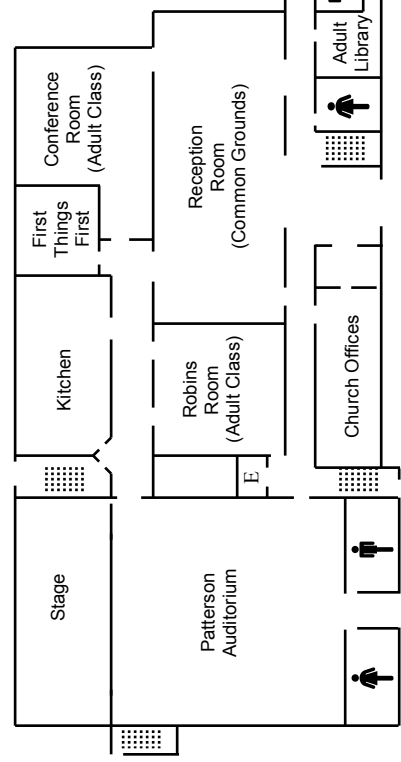 Stage
Kitchen
First
Things
First
Conference
Room
(Adult Class)
Patterson
Auditorium
E
Robins
Room
(Adult Class)
Reception
Room
(Common Grounds)
Church Offices
Adult
Library